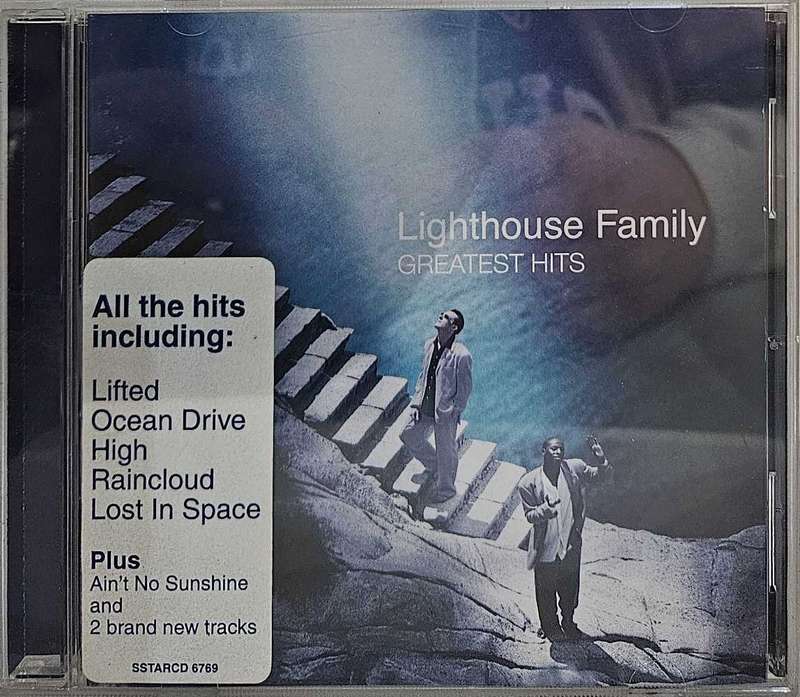 Lighthouse Family
GREATEST HITS
All the hits
including:
Lifted
Ocean Drive
High
Raincloud
Lost In Space
Plus
Ain't No Sunshine
and
2 brand new tracks
SSTARCD 6769